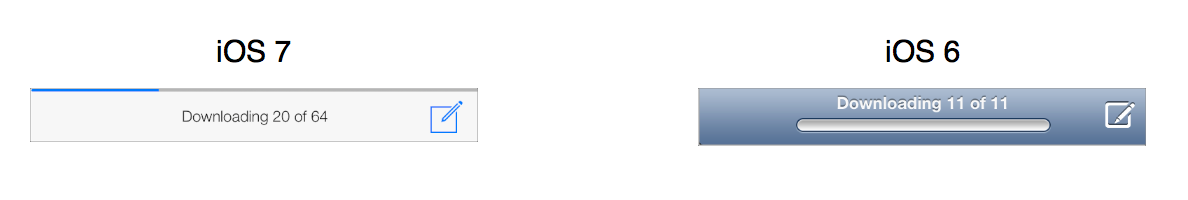 iOS 7
iOS 6
Downloading 20 of 64
Downloading 11 of 11